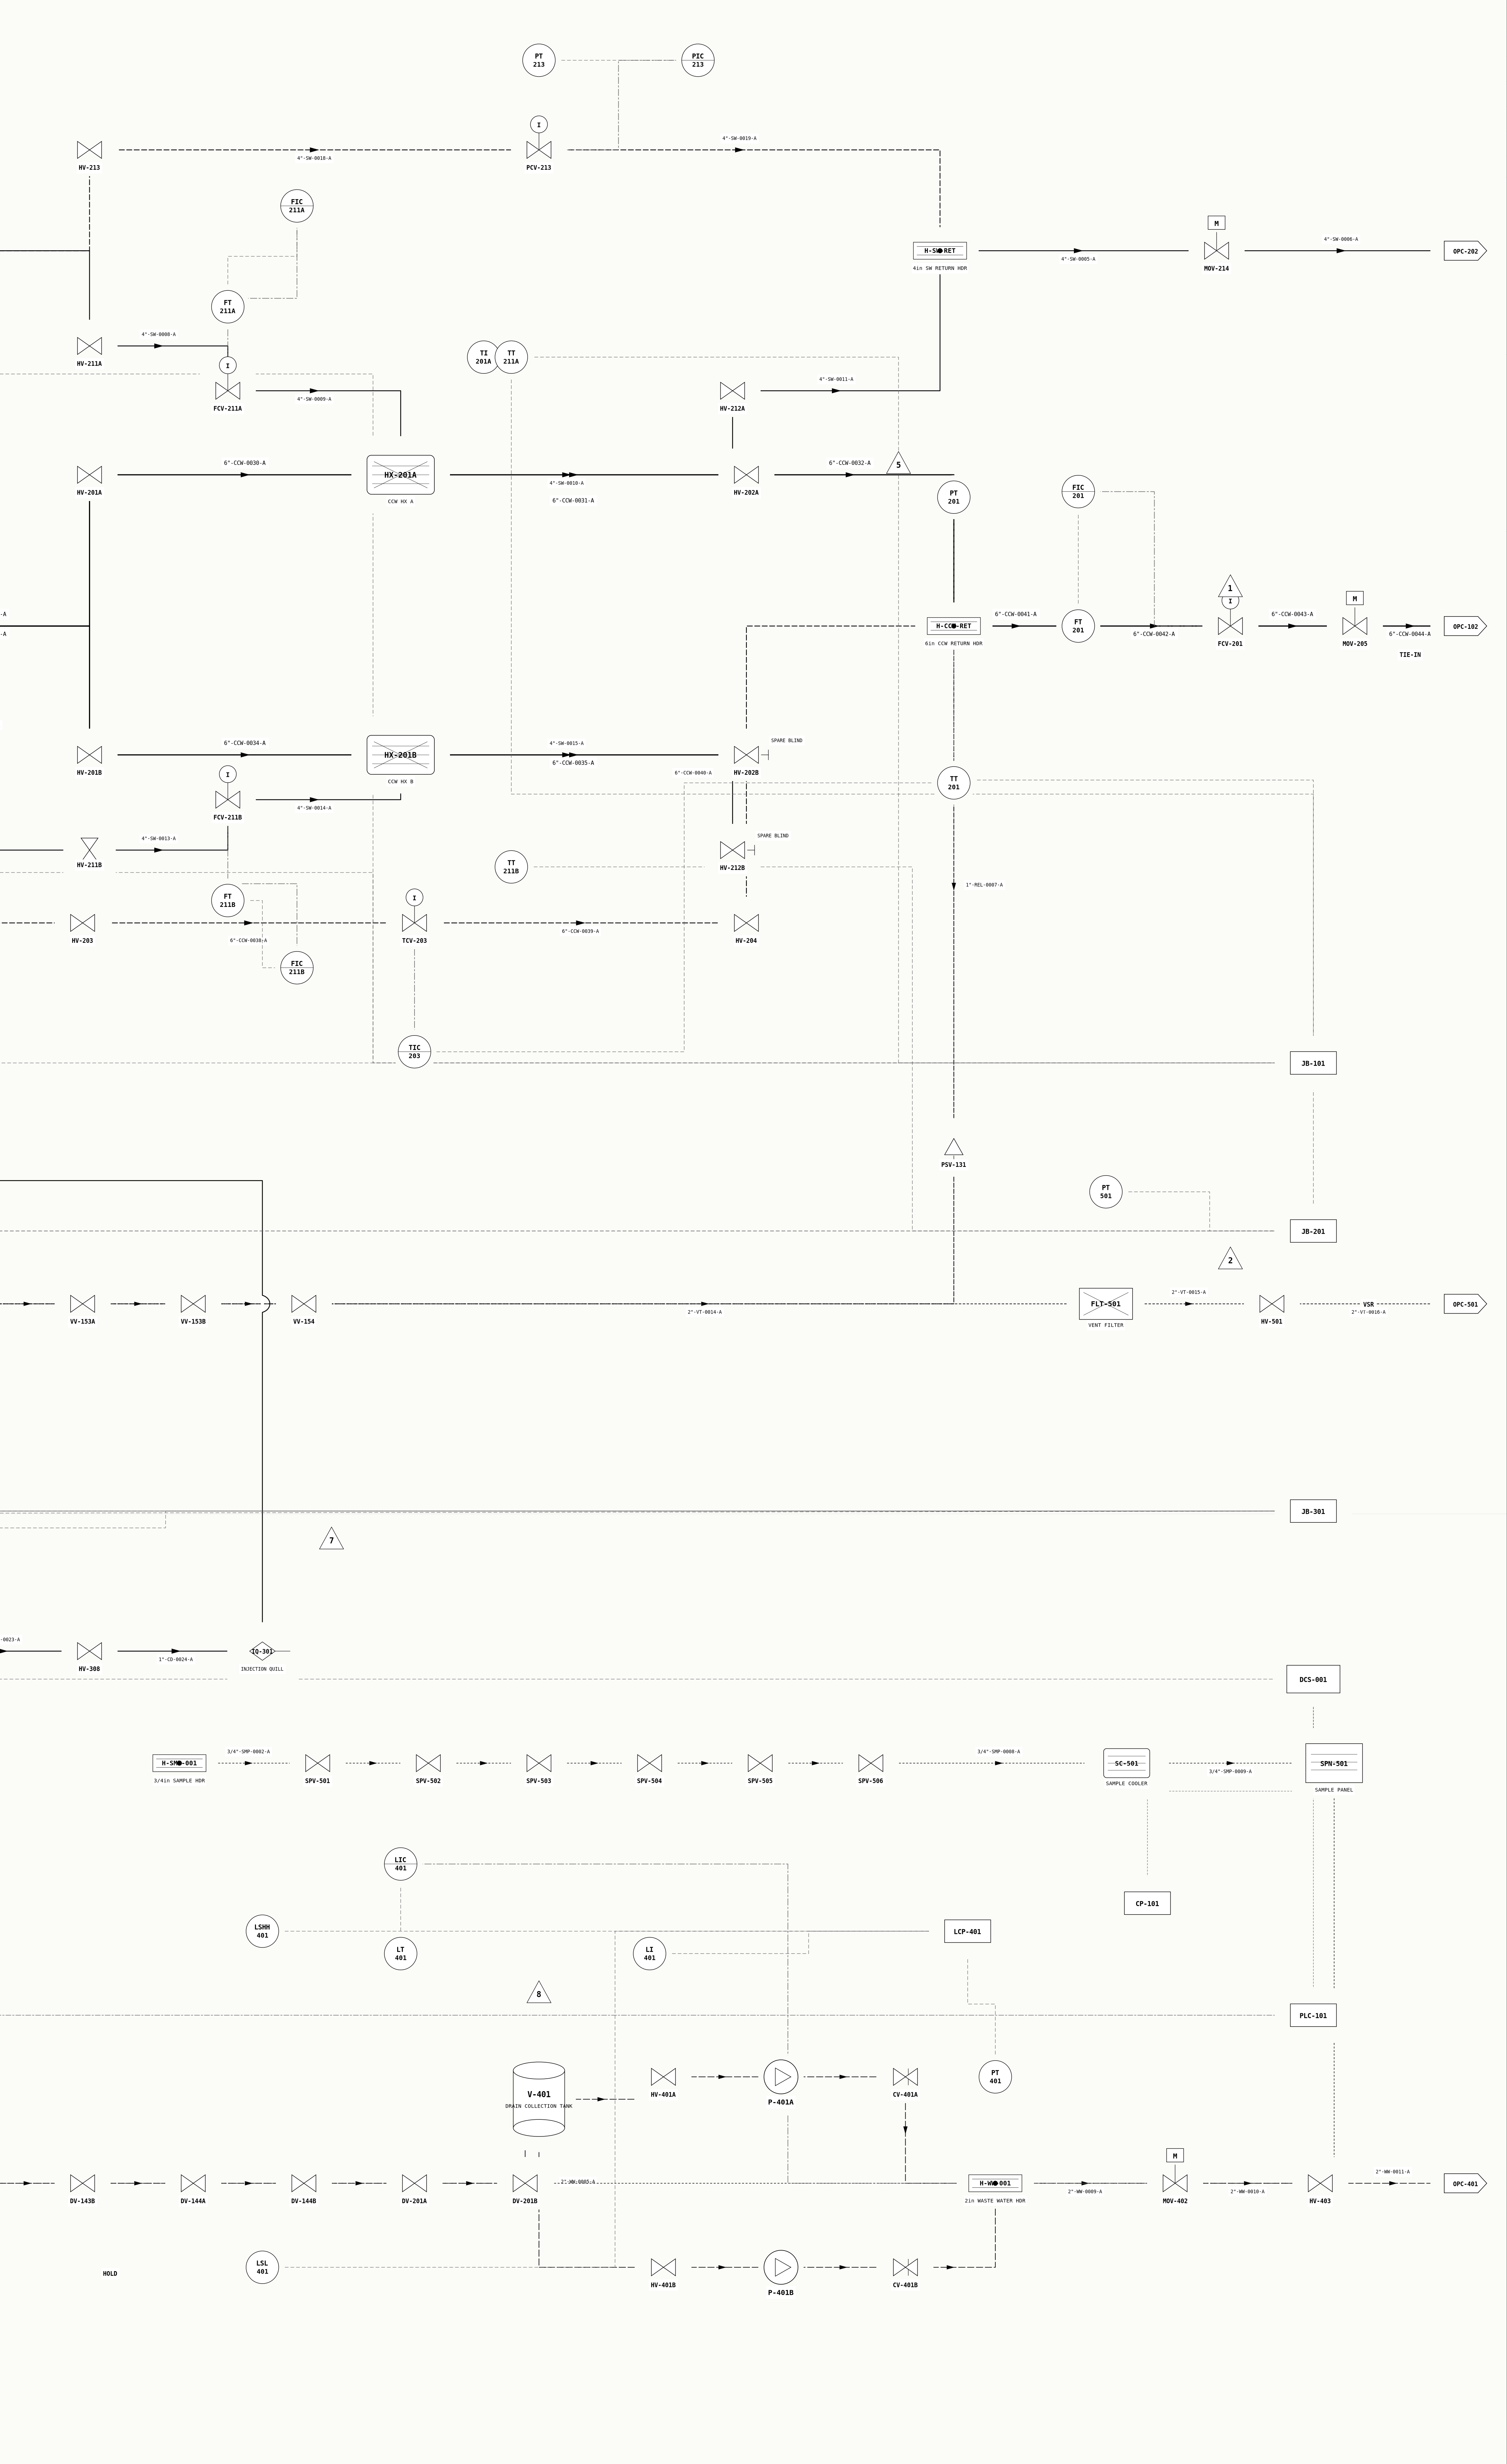 PT
213
PIC
213
I
4"-SW-0019-A
4"-SW-0018-A
HV-213
PCV-213
FIC
211A
M
4"-SW-0006-A
H-SW-RET
OPC-202
4"-SW-0005-A
4in SW RETURN HDR
MOV-214
FT
211A
4"-SW-0008-A
HV-211A
I
TI
201A
TT
211A
4"-SW-0011-A
4"-SW-0009-A
FCV-211A
HV-212A
6"-CCW-0030-A
6"-CCW-0032-A
5
HX-201A
4"-SW-0010-A
HV-201A
CCW HX A
6"-CCW-0031-A
HV-202A
PT
201
FIC
201
1
I
M
-A
6"-CCW-0041-A
6"-CCW-0043-A
H-CCW-RET
FT
201
OPC-102
-A
6"-CCW-0042-A
6"-CCW-0044-A
6in CCW RETURN HDR
FCV-201
MOV-205
TIE-IN
6"-CCW-0034-A
4"-SW-0015-A
SPARE BLIND
HX-201B
6"-CCW-0035-A
HV-201B
I
CCW HX B
6"-CCW-0040-A
HV-202B
TT
201
4"-SW-0014-A
FCV-211B
4"-SW-0013-A
SPARE BLIND
HV-211B
TT
211B
HV-212B
1"-REL-0007-A
FT
211B
I
HV-203
6"-CCW-0038-A
TCV-203
6"-CCW-0039-A
HV-204
FIC
211B
TIC
203
JB-101
PSV-131
PT
501
JB-201
2
2"-VT-0015-A
FLT-501
VSR
OPC-501
2"-VT-0014-A
2"-VT-0016-A
VV-153A
VV-153B
VV-154
VENT FILTER
HV-501
JB-301
7
-0023-A
IQ-301
1"-CD-0024-A
HV-308
INJECTION QUILL
DCS-001
3/4"-SMP-0002-A
3/4"-SMP-0008-A
H-SMP-001
SC-501
SPN-501
3/4"-SMP-0009-A
3/4in SAMPLE HDR
SPV-501
SPV-502
SPV-503
SPV-504
SPV-505
SPV-506
SAMPLE COOLER
SAMPLE PANEL
LIC
401
CP-101
LSHH
401
LCP-401
LT
401
LI
401
8
PLC-101
V-401
DRAIN COLLECTION TANK
HV-401A
P-401A
CV-401A
PT
401
M
2"-WW-0011-A
2"-WW-0005-A
H-WW-001
OPC-401
2"-WW-0009-A
2"-WW-0010-A
DV-143B
DV-144A
DV-144B
DV-201A
DV-201B
2in WASTE WATER HDR
MOV-402
HV-403
HOLD
LSL
401
HV-401B
P-401B
CV-401B